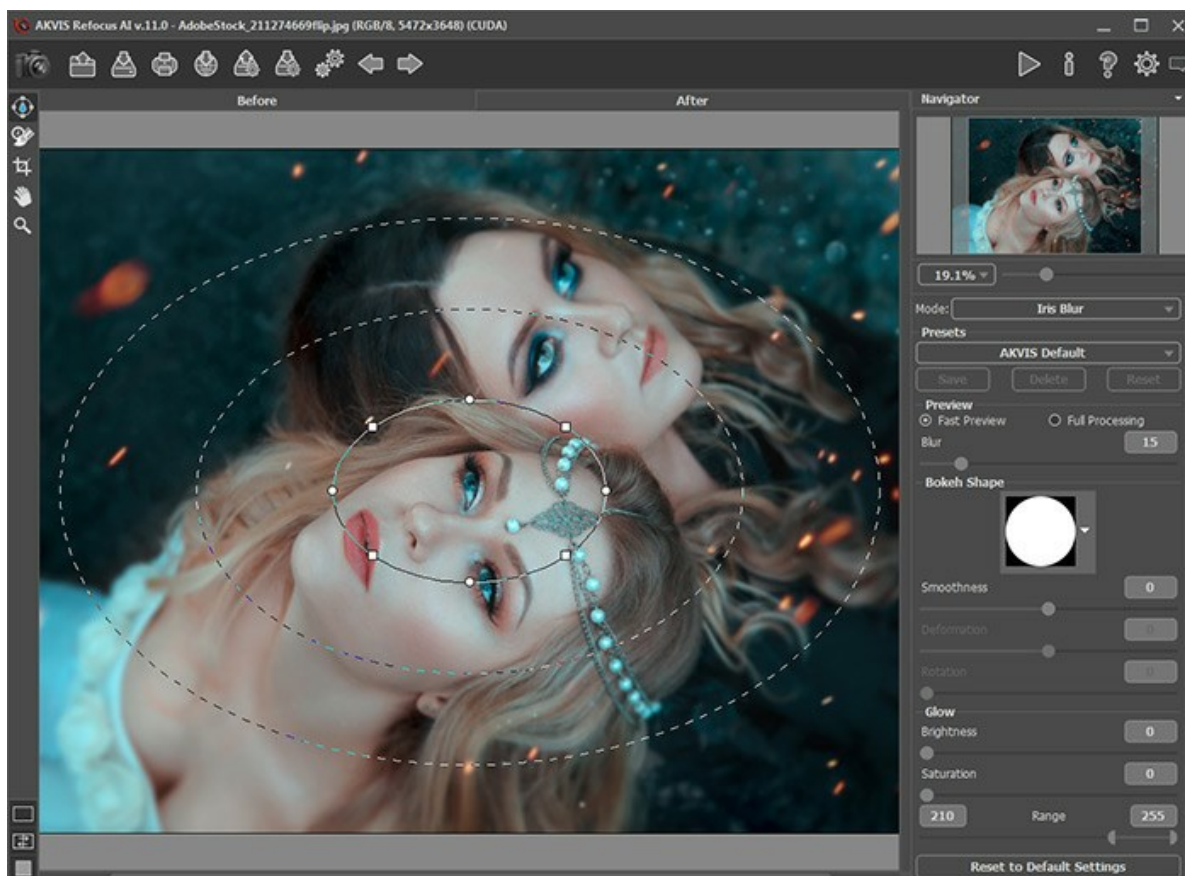 AKVIS Refocus AI v.11.0 - AdobeStock_211274669flip.jpg (RGB/8, 5472x3648) (CUDA)
Before
After
Navigator
19.1%
Mode: Iris Blur
Presets
AKVIS Default
Save Delete Reset
Preview
Fast Preview Full Processing
Blur 15
Bokeh Shape
Smoothness 0
Deformation 0
Rotation 0
Glow
Brightness 0
Saturation 0
210 Range 255
Reset to Default Settings